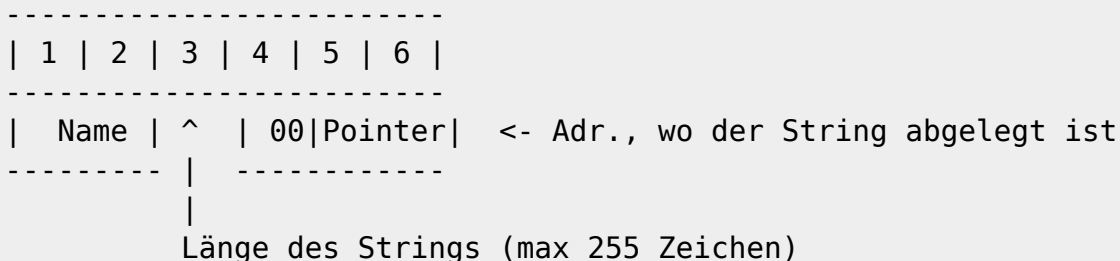 -------------------------
| 1 | 2 | 3 | 4 | 5 | 6 |
-------------------------
|  Name | ^  | 00|Pointer|  <- Adr., wo der String abgelegt ist
--------- |  ------------
          |
          Länge des Strings (max 255 Zeichen)